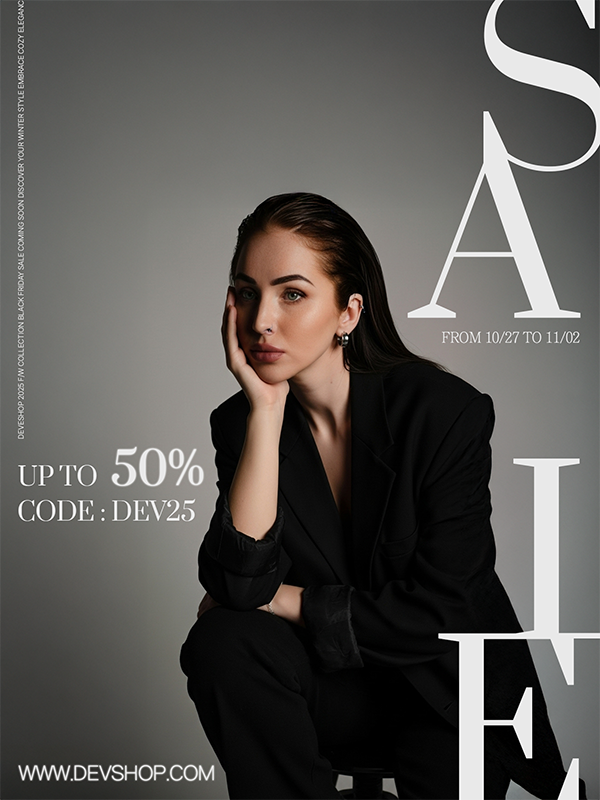 SALE
DEVESHOP 2025 F/W COLLECTION BLACK FRIDAY SALE COMING SOON DISCOVER YOUR WINTER STYLE EMBRACE COZY ELEGANC
FROM 10/27 TO 11/02
UP TO 50%
CODE : DEV25
WWW.DEVSHOP.COM